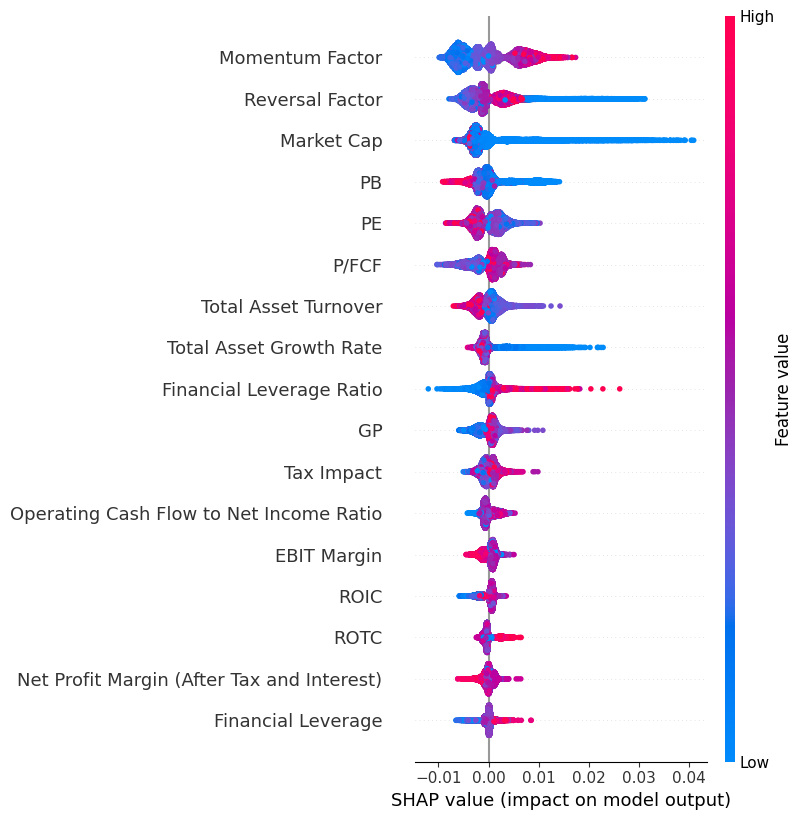 High
Momentum Factor
Reversal Factor
Market Cap
PB
PE
P/FCF
Total Asset Turnover
Total Asset Growth Rate
Financial Leverage Ratio
GP
Tax Impact
Operating Cash Flow to Net Income Ratio
EBIT Margin
ROIC
ROTC
Net Profit Margin (After Tax and Interest)
Financial Leverage
Feature value
Low
−0.01 0.00 0.01 0.02 0.03 0.04
SHAP value (impact on model output)